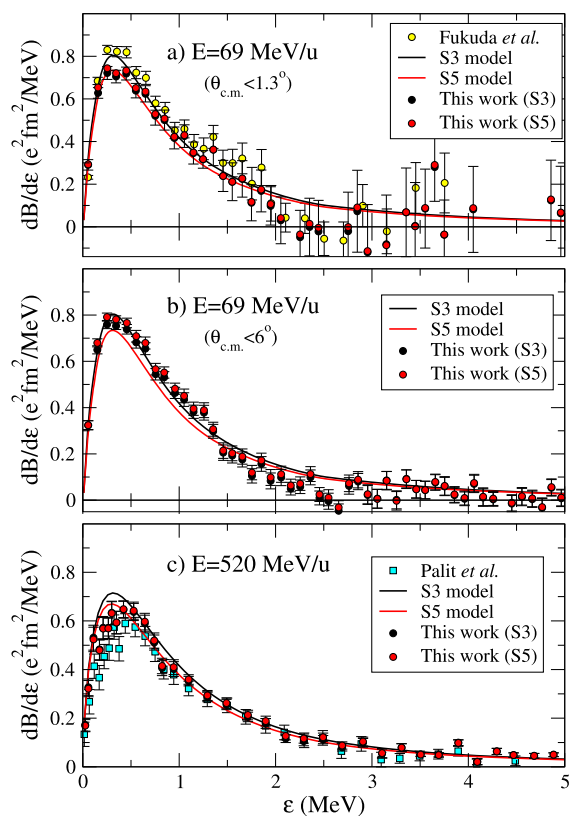 a) E=69 MeV/u
(θc.m.<1.3°)
Fukuda et al.
S3 model
S5 model
This work (S3)
This work (S5)
0.8
0.6
0.4
0.2
0
dB/dε (e²fm²/MeV)
b) E=69 MeV/u
(θc.m.<6°)
S3 model
S5 model
This work (S3)
This work (S5)
0.8
0.6
0.4
0.2
0
dB/dε (e²fm²/MeV)
c) E=520 MeV/u
Palit et al.
S3 model
S5 model
This work (S3)
This work (S5)
0.8
0.6
0.4
0.2
0
dB/dε (e²fm²/MeV)
0 1 2 3 4 5
ε (MeV)